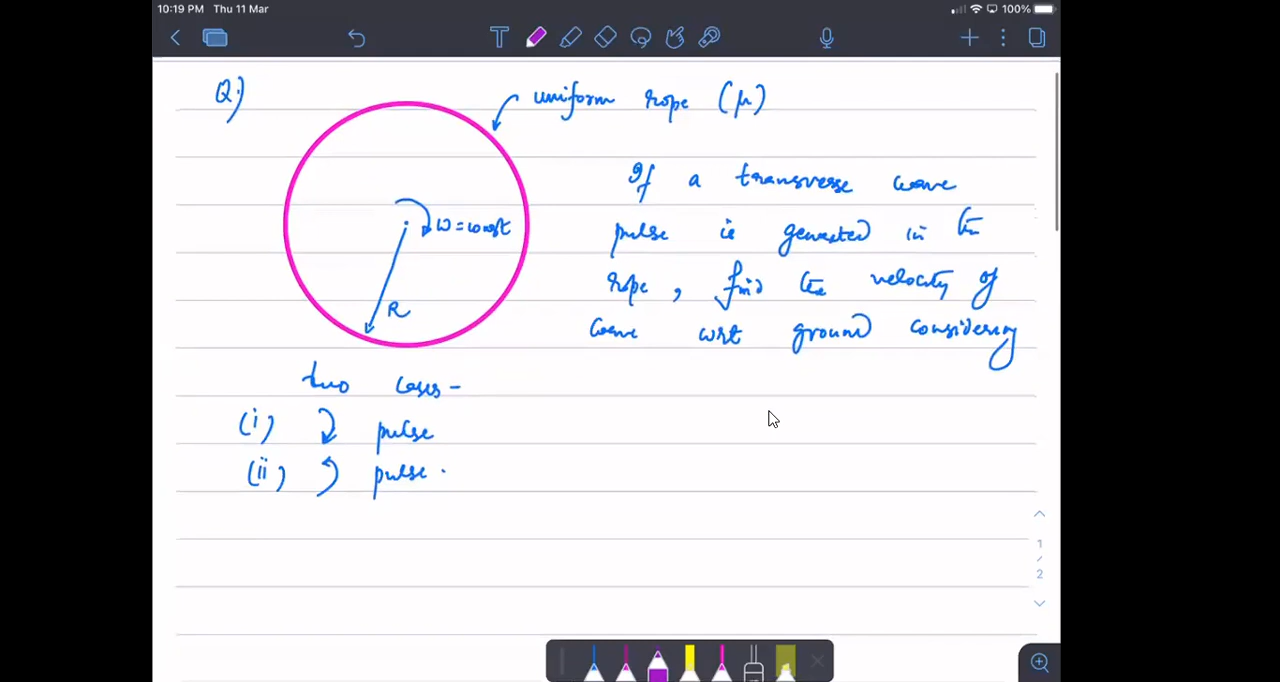 10:19 PM Thu 11 Mar
100%
T
Q.)
uniform rope (μ)
ω = const
R
If a transverse wave
pulse is generated in the
rope, find the velocity of
wave wrt ground considering
two cases -
(i) pulse
(ii) pulse.
1
/
2